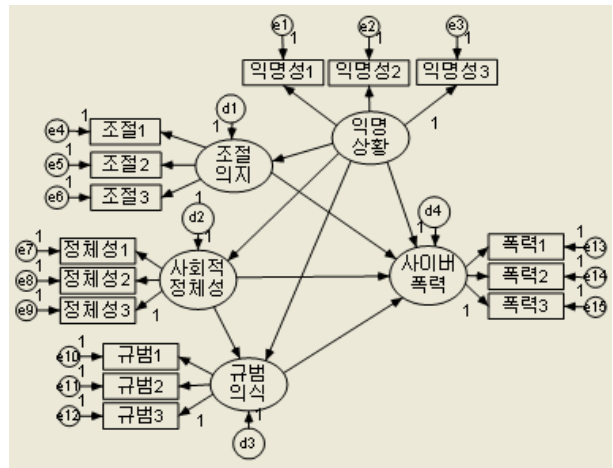 e1 e2 e3
1 1 1
익명성1 익명성2 익명성3
1
익명
상황
d1
1
e4 1 조절1
e5 1 조절2
e6 1 조절3
조절
의지
d2
1
1
d4
1
e7 1 정체성1
e8 1 정체성2
e9 1 정체성3
1
사회적
정체성
사이버
폭력
폭력1 1 e13
폭력2 1 e14
폭력3 1 e15
1
e10 1 규범1
e11 1 규범2
e12 1 규범3
1
규범
의식
1
d3